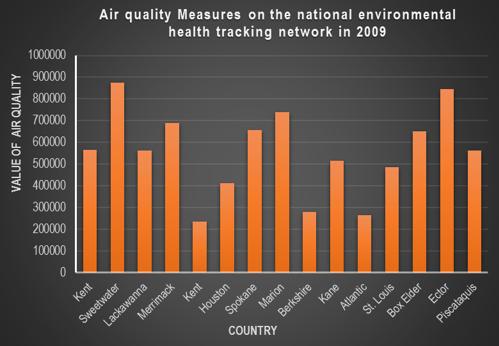 Air quality Measures on the national environmental
health tracking network in 2009
VALUE OF AIR QUALITY
1000000
900000
800000
700000
600000
500000
400000
300000
200000
100000
0
Kent
Sweetwater
Lackawanna
Merrimack
Kent
Houston
Spokane
Marion
Berkshire
Kane
Atlantic
St. Louis
Box Elder
Ector
Piscataquis
COUNTRY